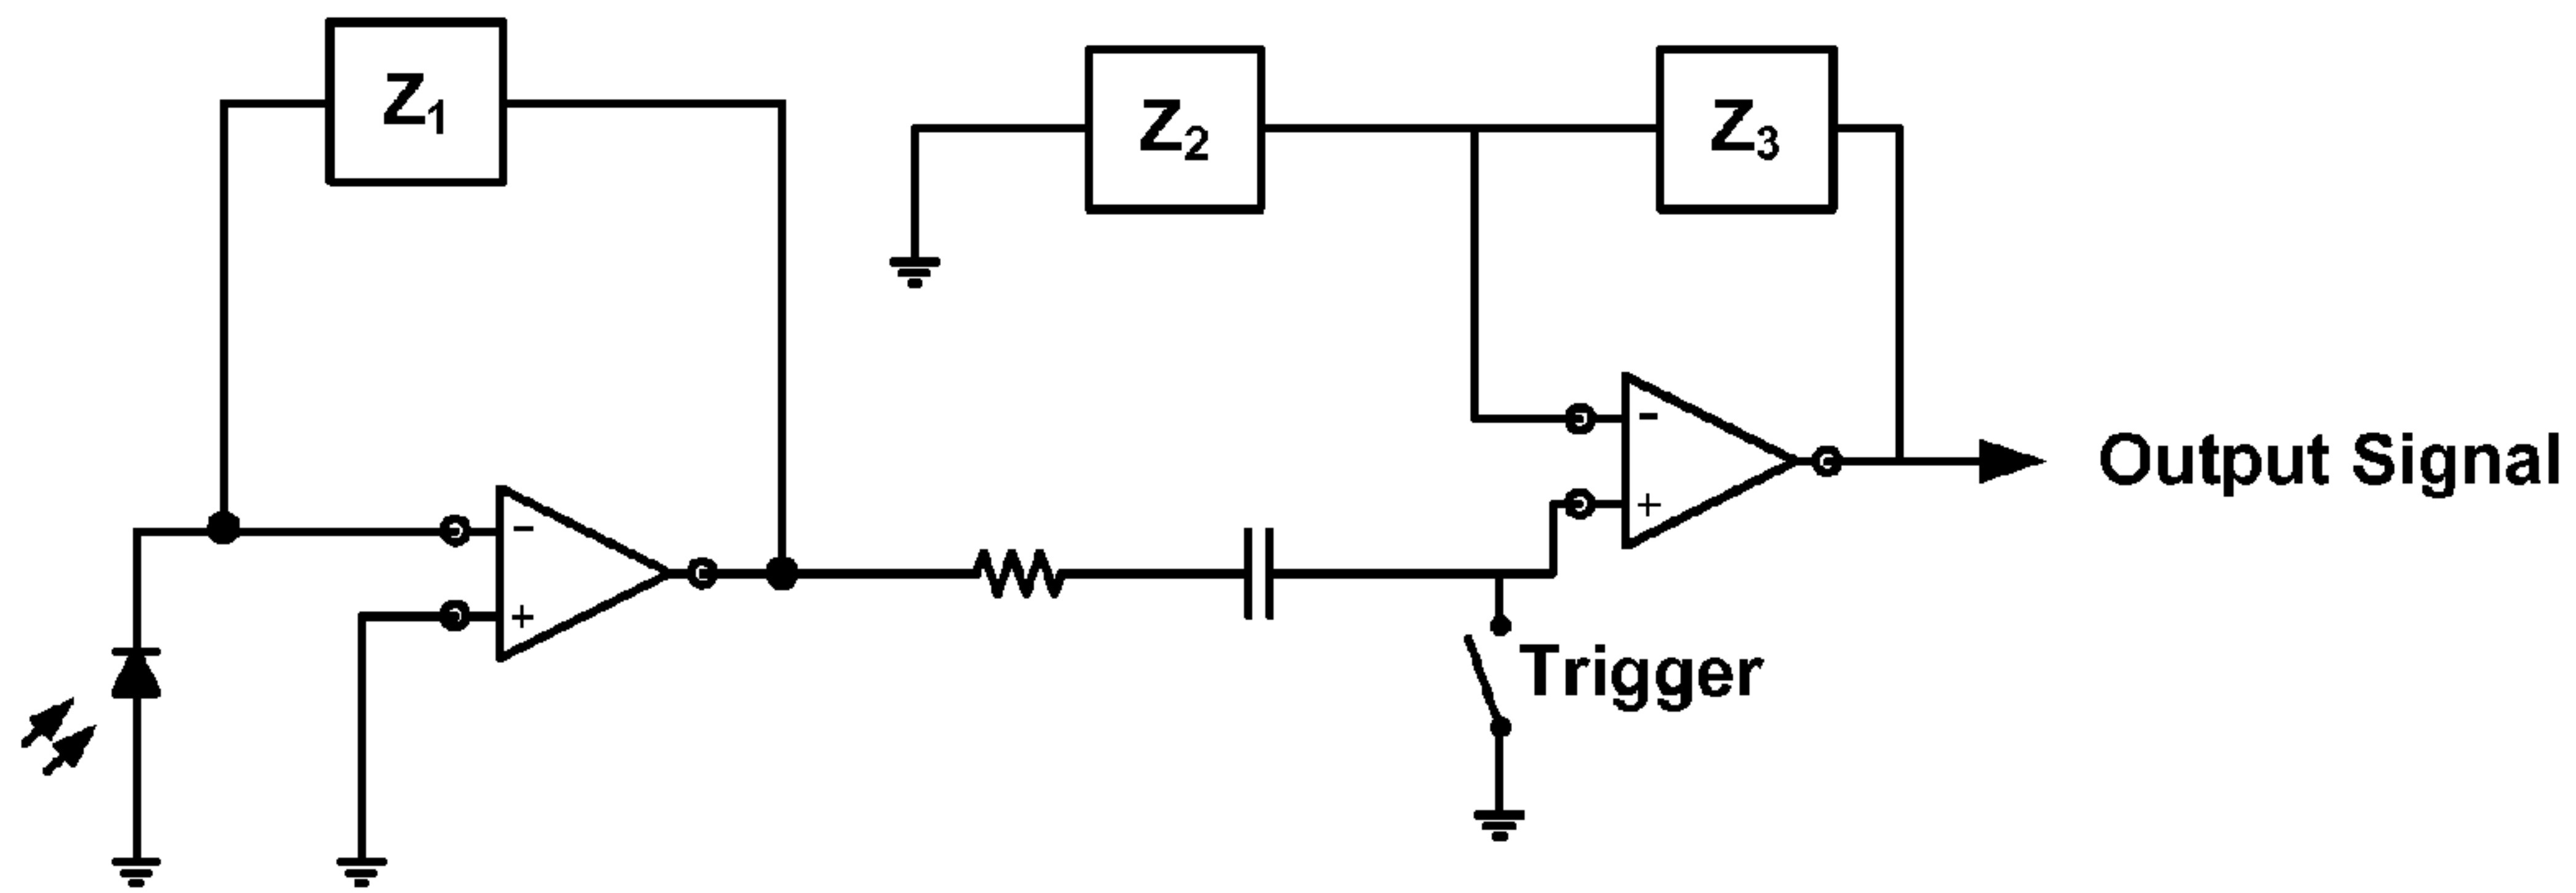 Z₁
Z₂
Z₃
-
+
-
+
Output Signal
Trigger